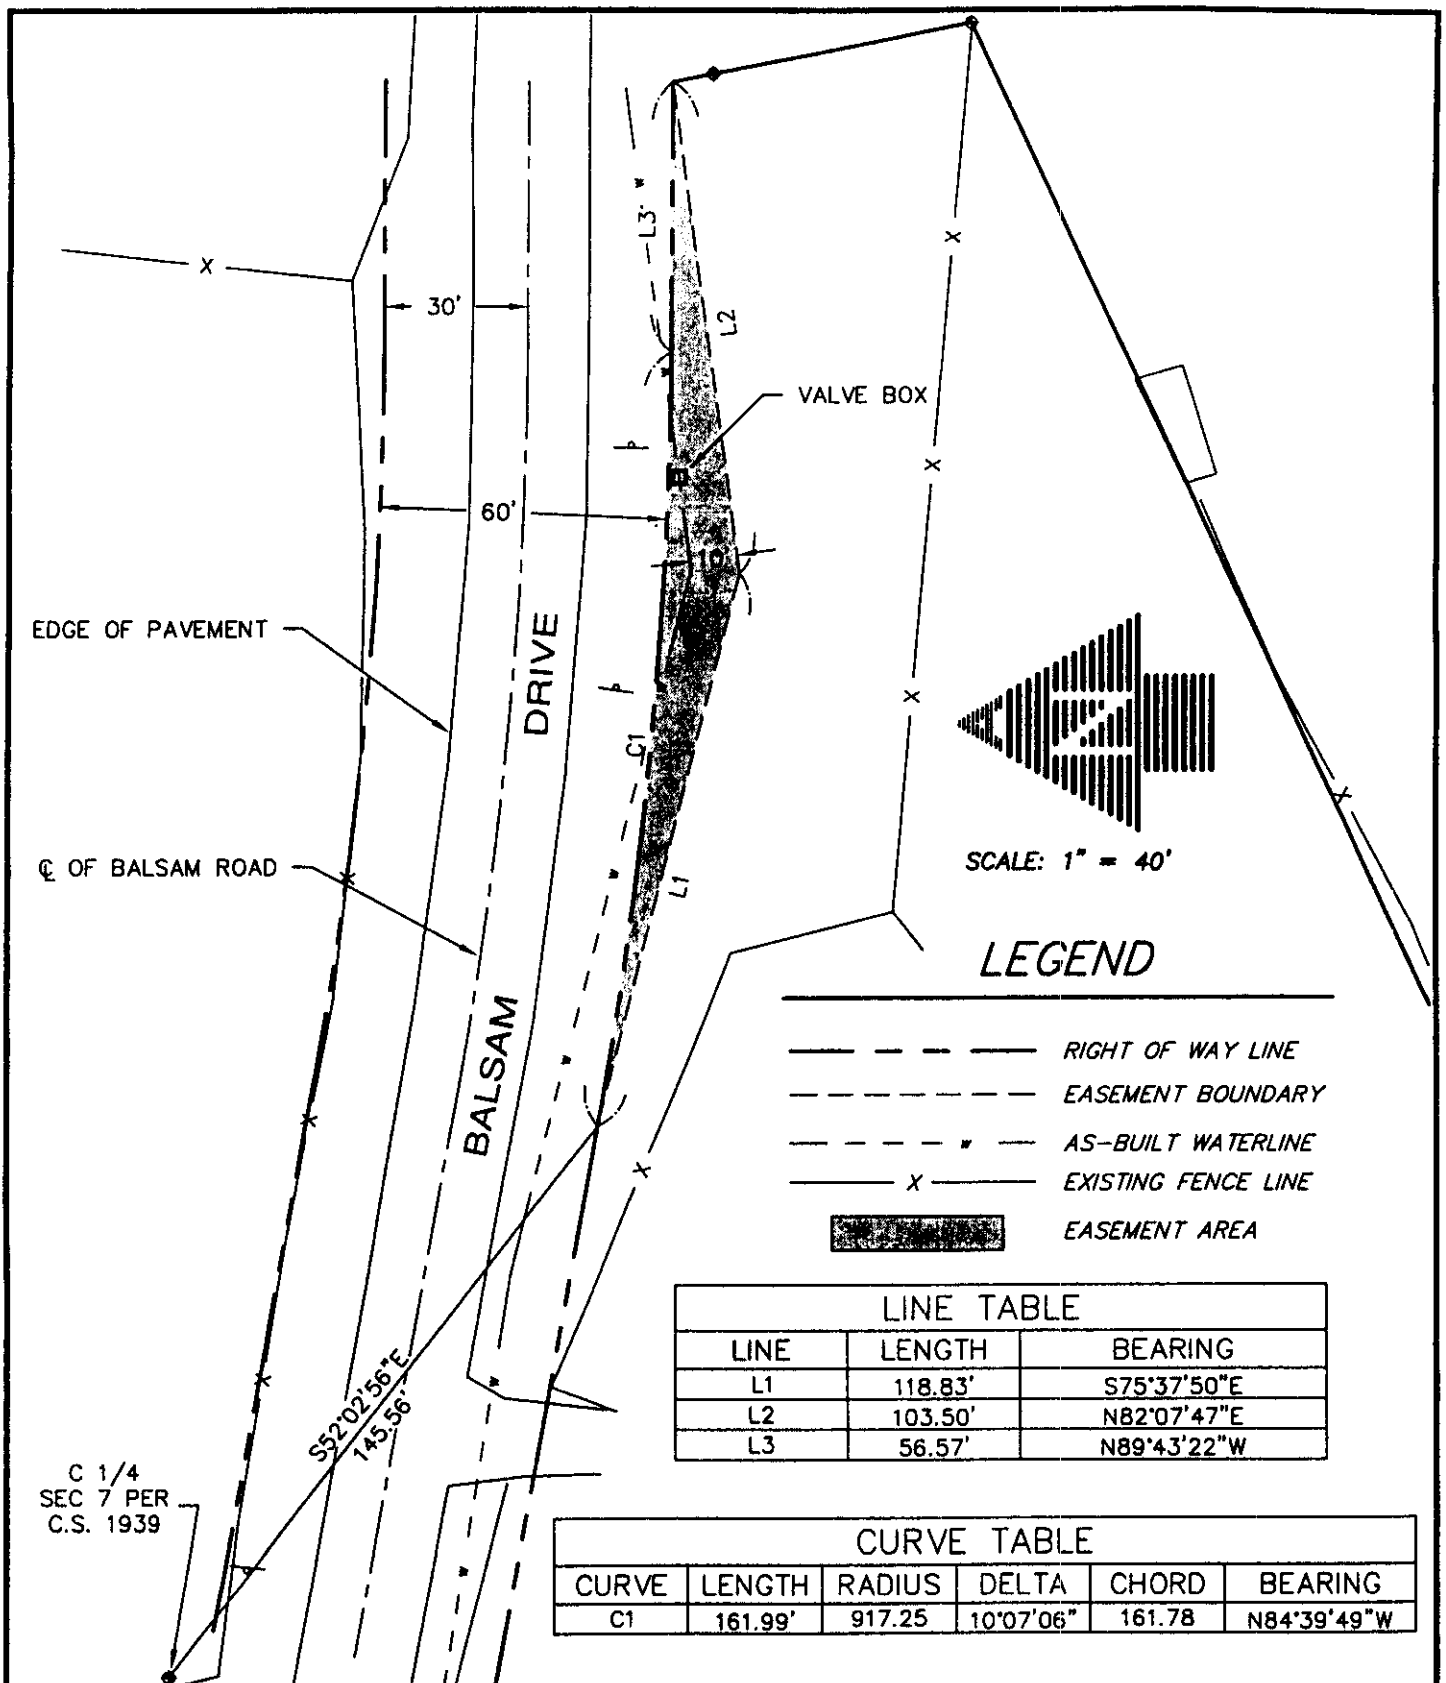 L3
X
30'
L2
X
VALVE BOX
X
60'
10'
EDGE OF PAVEMENT
DRIVE
X
C1
N
X
SCALE: 1" = 40'
℄ OF BALSAM ROAD
X
L1
w
LEGEND
BALSAM
RIGHT OF WAY LINE
EASEMENT BOUNDARY
w
w AS-BUILT WATERLINE
X
X
X EXISTING FENCE LINE
EASEMENT AREA
LINE TABLE
LINE LENGTH BEARING
L1 118.83' S75°37'50"E
L2 103.50' N82°07'47"E
L3 56.57' N89°43'22"W
X
w
S52°02'56"E
145.56'
C 1/4
SEC 7 PER
C.S. 1939
CURVE TABLE
CURVE LENGTH RADIUS DELTA CHORD BEARING
C1 161.99' 917.25 10°07'06" 161.78 N84°39'49"W
w